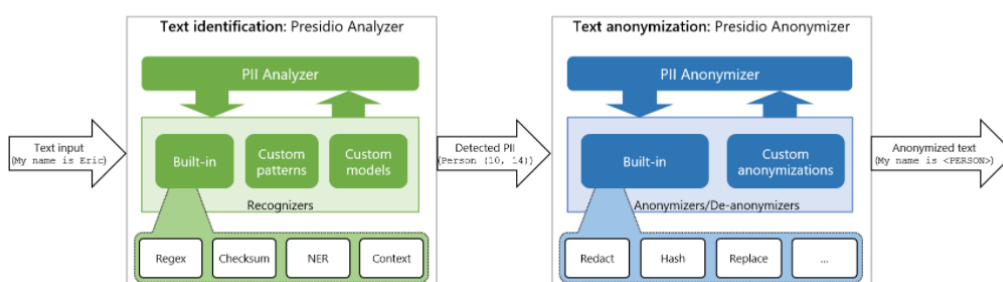 Text identification: Presidio Analyzer
PII Analyzer
Text input
(My name is Eric)
Built-in
Custom
patterns
Custom
models
Recognizers
Regex
Checksum
NER
Context
Detected PII
(Person (10, 14))
Text anonymization: Presidio Anonymizer
PII Anonymizer
Built-in
Custom
anonymizations
Anonymizers/De-anonymizers
Redact
Hash
Replace
...
Anonymized text
(My name is <PERSON>)